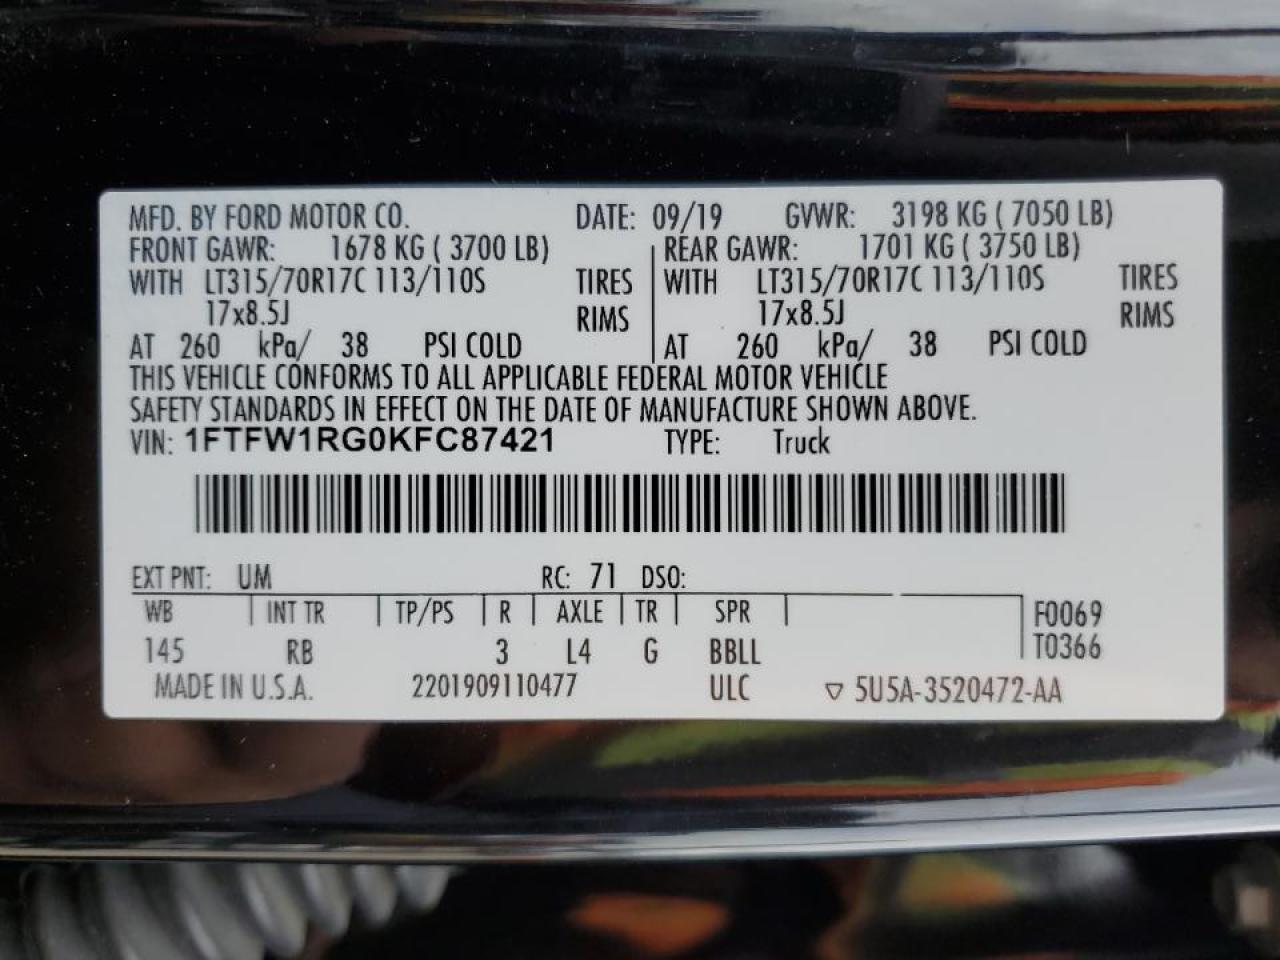 MFD. BY FORD MOTOR CO. DATE: 09/19 GVWR: 3198 KG ( 7050 LB)
FRONT GAWR: 1678 KG ( 3700 LB) REAR GAWR: 1701 KG ( 3750 LB)
WITH LT315/70R17C 113/110S TIRES WITH LT315/70R17C 113/110S TIRES
17x8.5J RIMS 17x8.5J RIMS
AT 260 kPa/ 38 PSI COLD AT 260 kPa/ 38 PSI COLD
THIS VEHICLE CONFORMS TO ALL APPLICABLE FEDERAL MOTOR VEHICLE
SAFETY STANDARDS IN EFFECT ON THE DATE OF MANUFACTURE SHOWN ABOVE.
VIN: 1FTFW1RG0KFC87421 TYPE: Truck
EXT PNT: UM RC: 71 DSO:
WB INT TR TP/PS R AXLE TR SPR F0069
145 RB 3 L4 G BBLL T0366
MADE IN U.S.A. 2201909110477 ULC ▽ 5U5A-3520472-AA